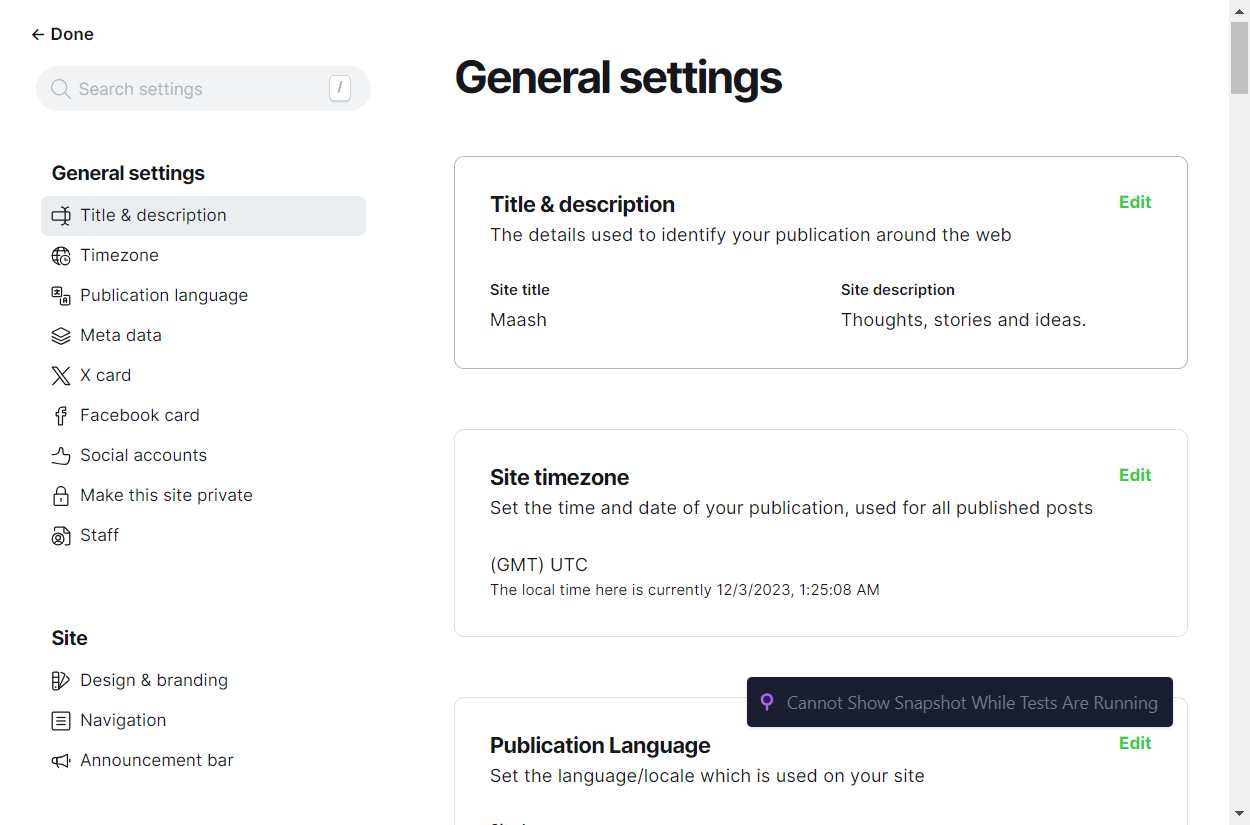 ← Done
Search settings
/
General settings
Title & description
Timezone
Publication language
Meta data
X card
Facebook card
Social accounts
Make this site private
Staff
Site
Design & branding
Navigation
Announcement bar
General settings
Title & description
Edit
The details used to identify your publication around the web
Site title
Site description
Maash
Thoughts, stories and ideas.
Site timezone
Edit
Set the time and date of your publication, used for all published posts
(GMT) UTC
The local time here is currently 12/3/2023, 1:25:08 AM
Cannot Show Snapshot While Tests Are Running
Publication Language
Edit
Set the language/locale which is used on your site